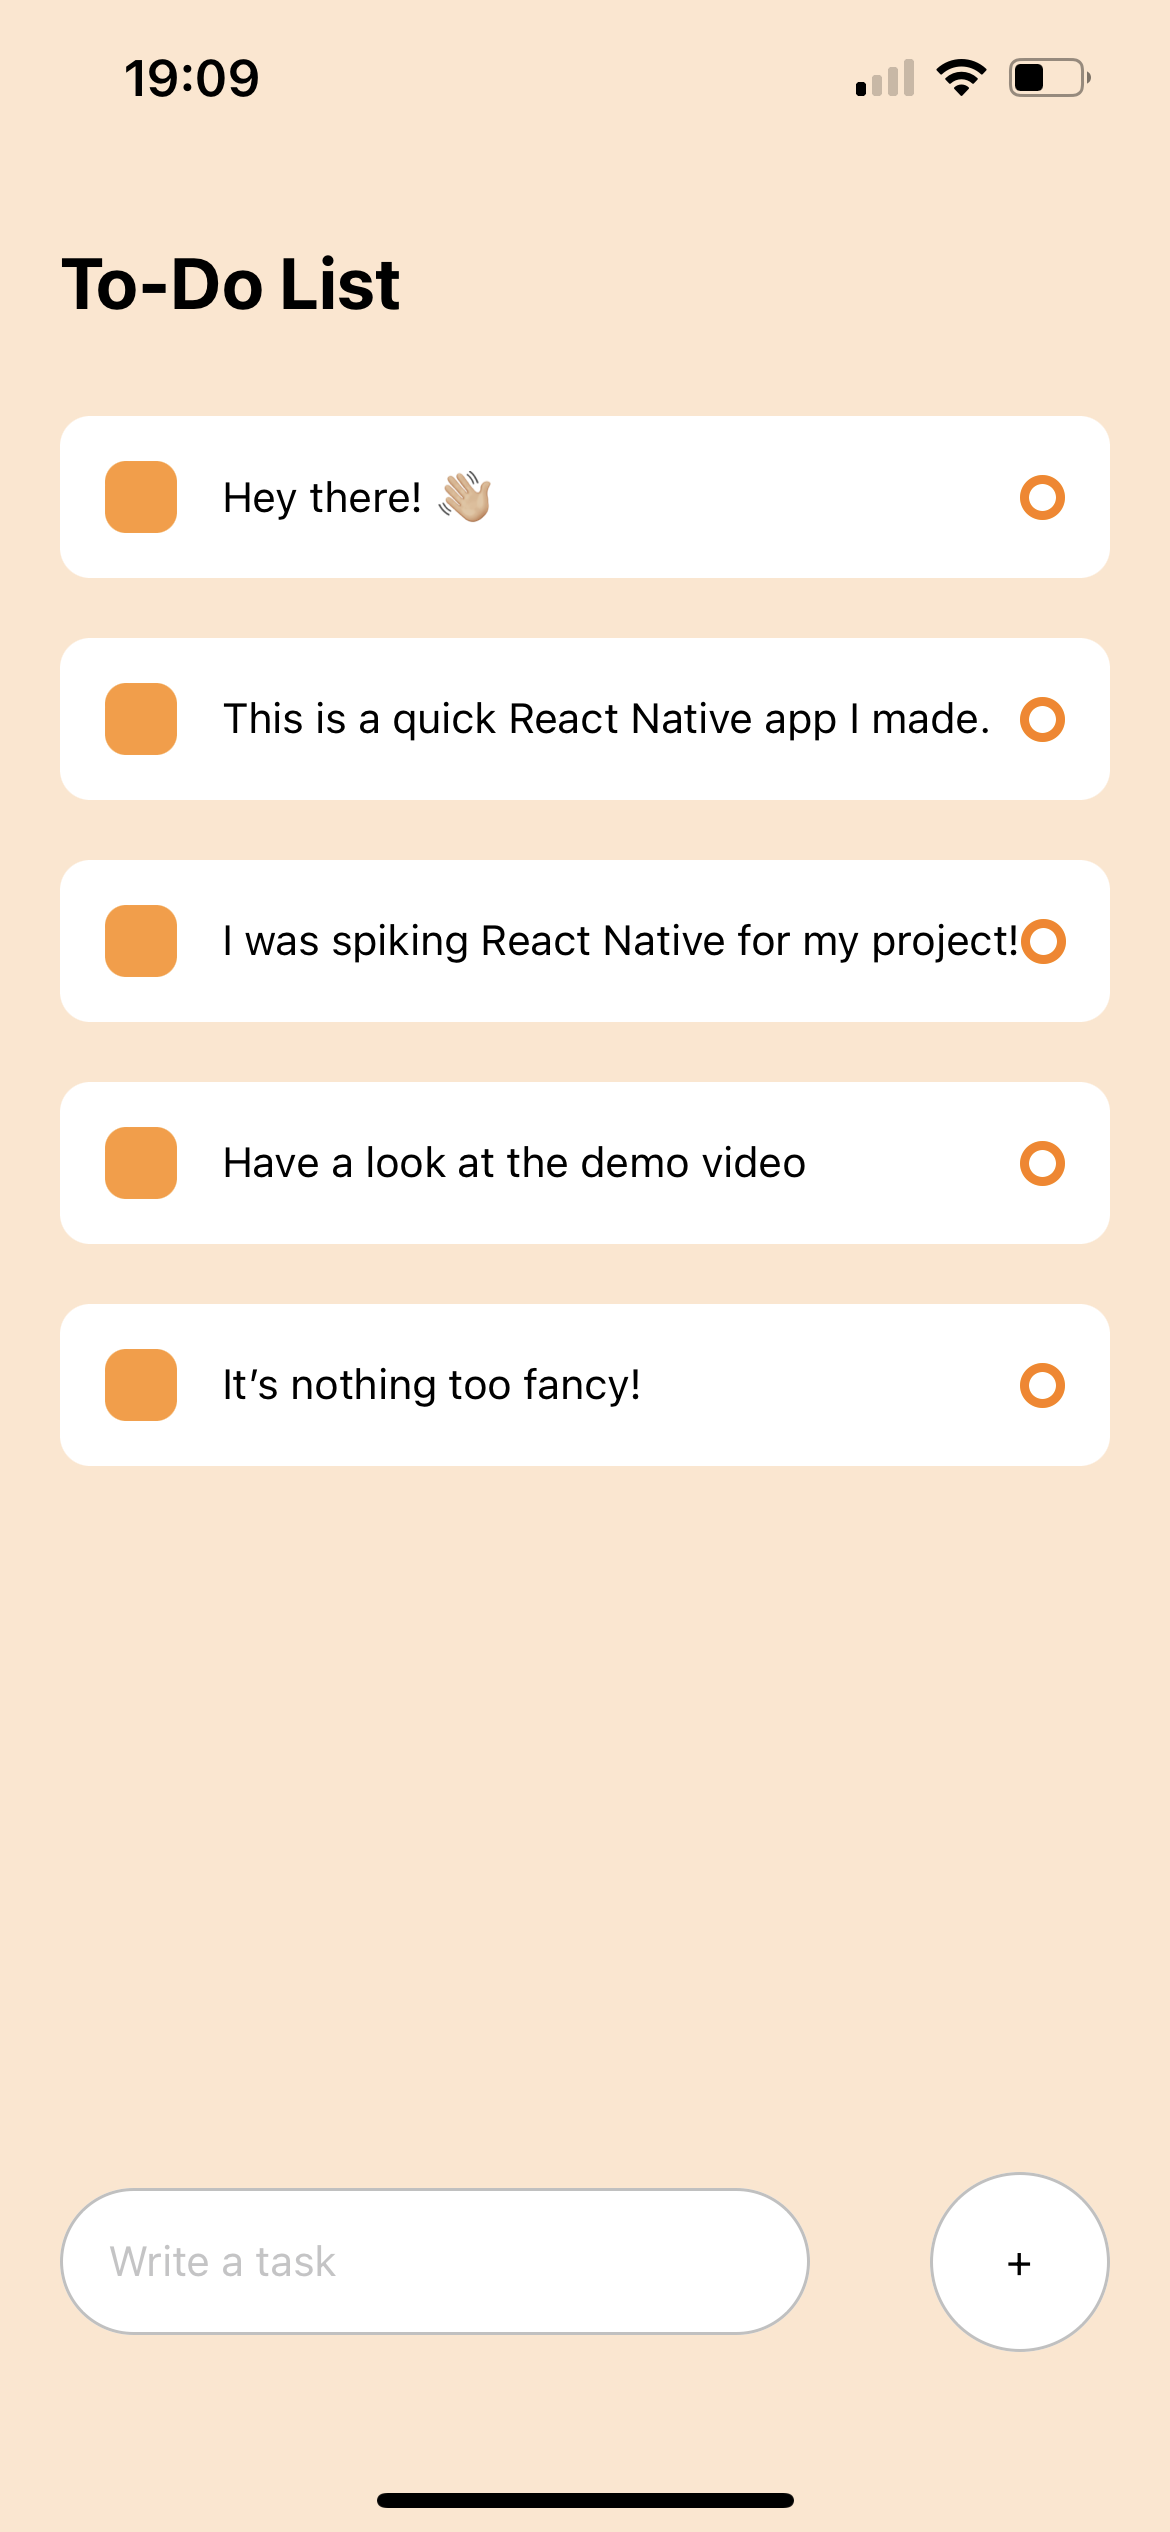 19:09
To-Do List
Hey there! 👋🏼
This is a quick React Native app I made.
I was spiking React Native for my project!
Have a look at the demo video
It’s nothing too fancy!
Write a task
+